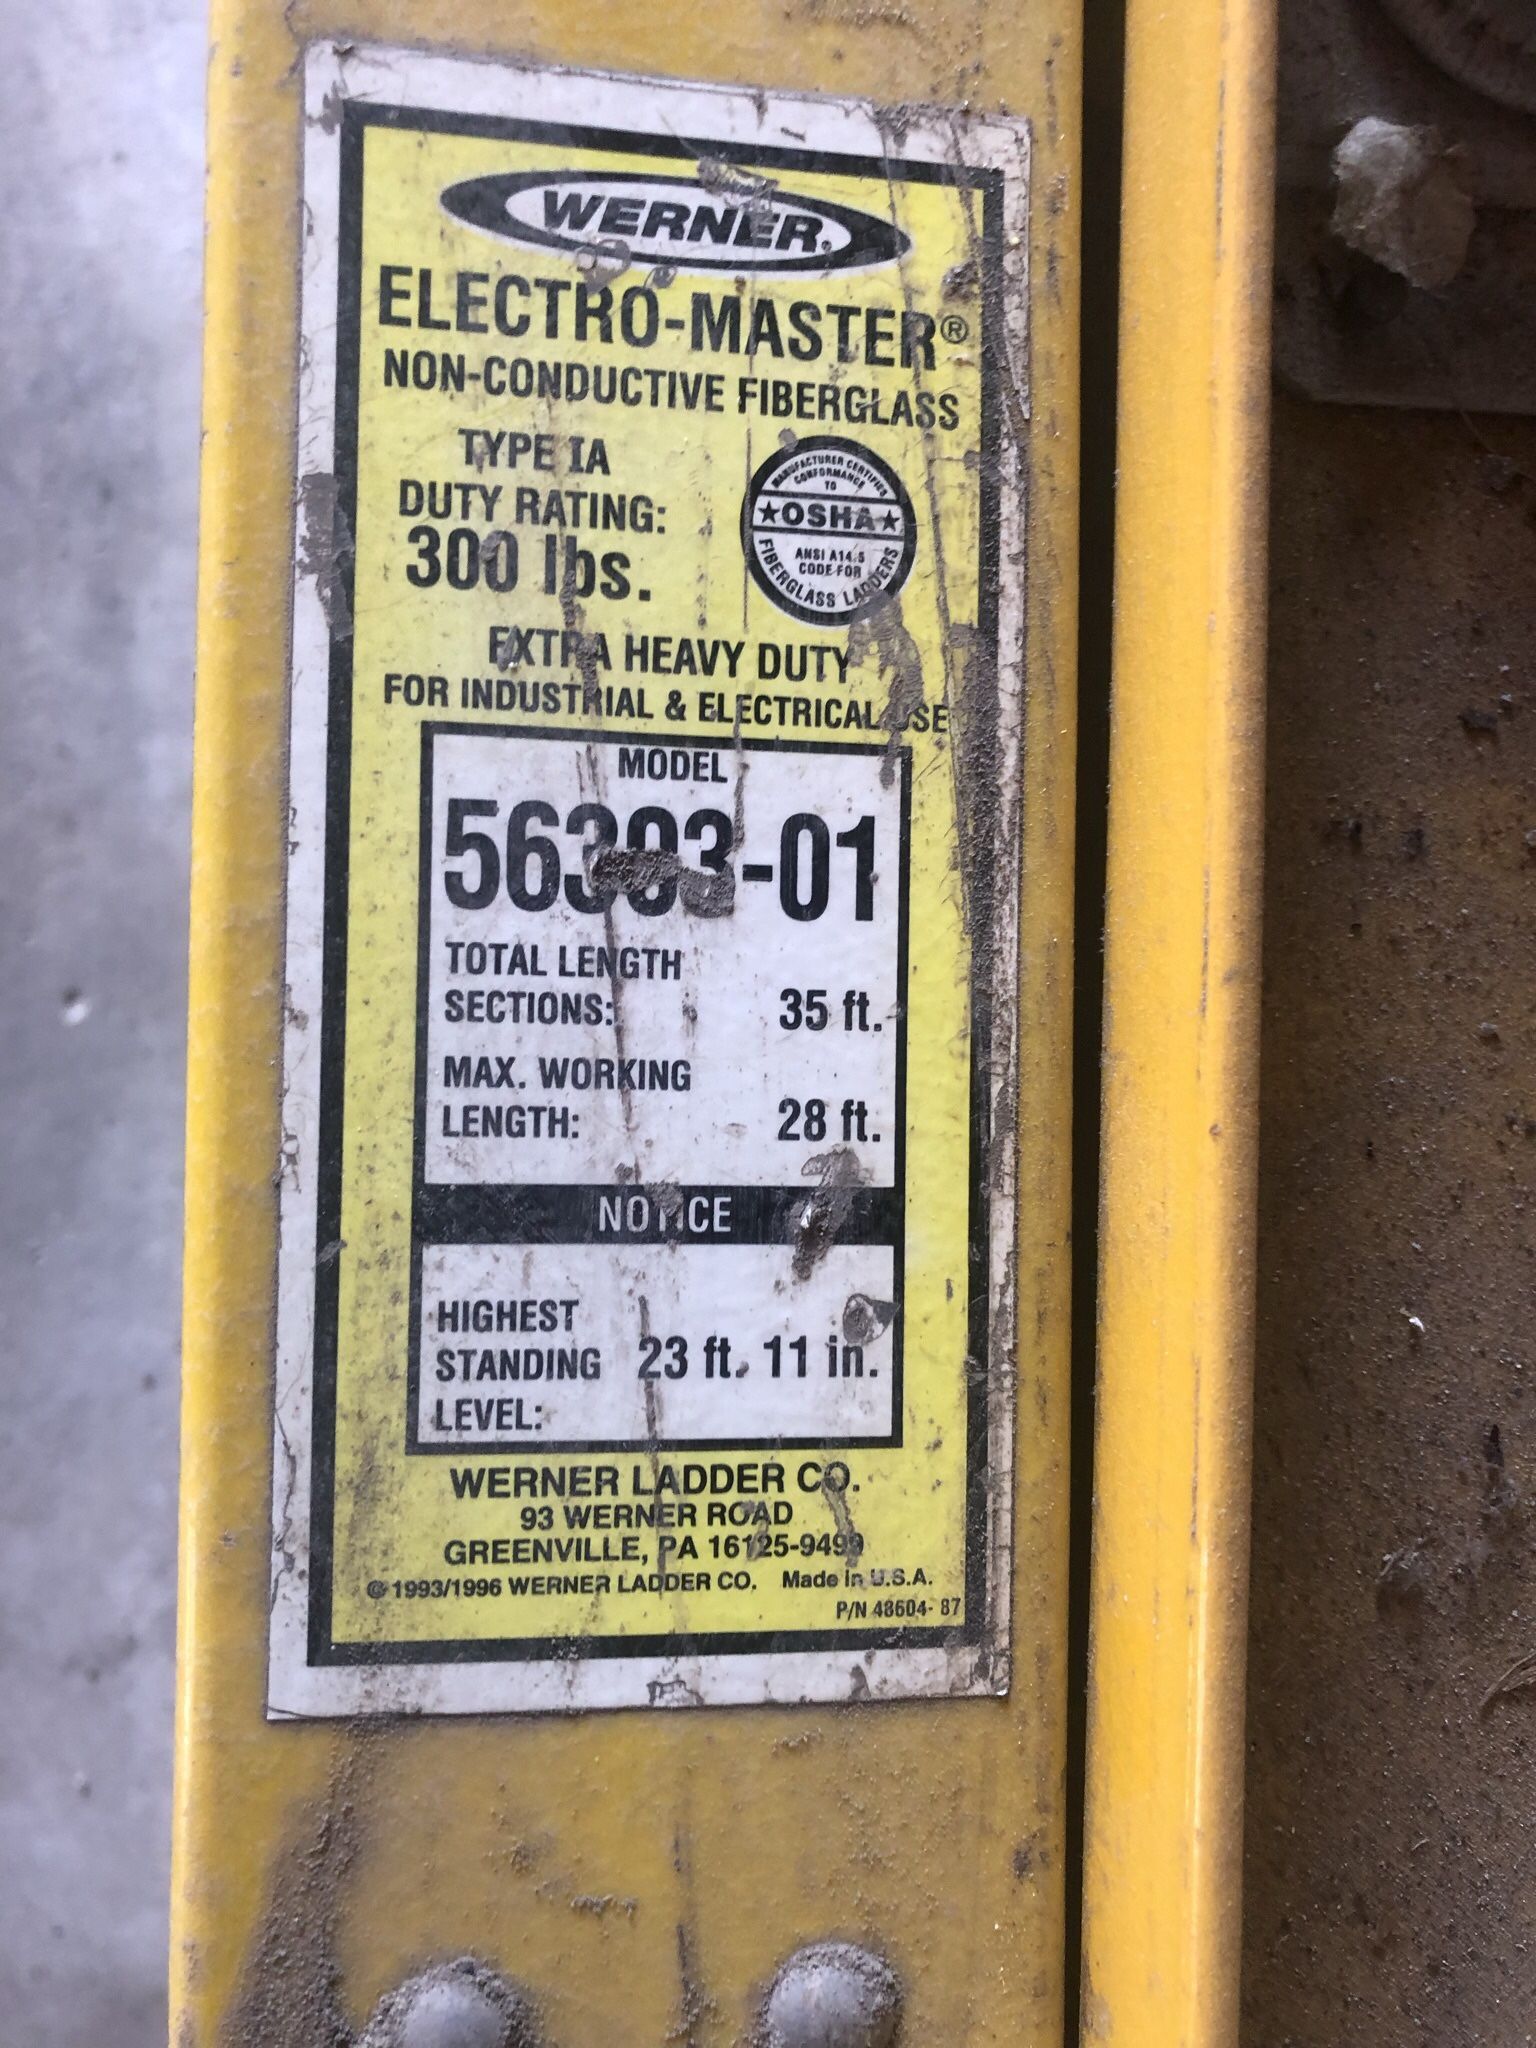 WERNER®
ELECTRO-MASTER®
NON-CONDUCTIVE FIBERGLASS
TYPE IA
DUTY RATING:
300 lbs.
MANUFACTURER CERTIFIES
CONFORMANCE
TO
★OSHA★
ANSI A14.5
CODE FOR
FIBERGLASS LADDERS
EXTRA HEAVY DUTY
FOR INDUSTRIAL & ELECTRICAL USE
MODEL
56303-01
TOTAL LENGTH
SECTIONS: 35 ft.
MAX. WORKING
LENGTH: 28 ft.
NOTICE
HIGHEST
STANDING 23 ft. 11 in.
LEVEL:
WERNER LADDER CO.
93 WERNER ROAD
GREENVILLE, PA 16125-9499
© 1993/1996 WERNER LADDER CO. Made in U.S.A.
P/N 48604-87